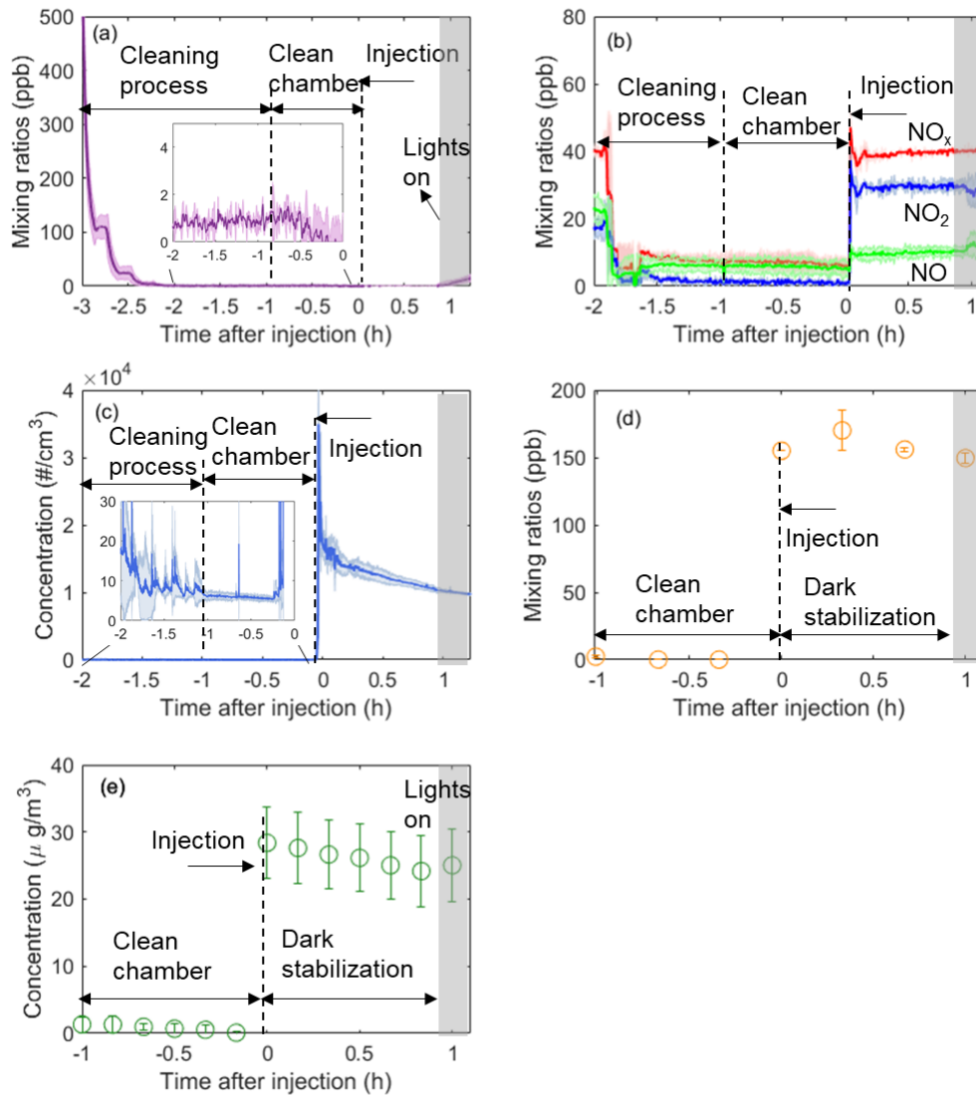 (a)
Mixing ratios (ppb)
500
400
300
200
100
0
Cleaning
process
Clean
chamber
Injection
Lights
on
4
2
0
-2 -1.5 -1 -0.5 0
-3 -2.5 -2 -1.5 -1 -0.5 0 0.5 1
Time after injection (h)
(b)
Mixing ratios (ppb)
80
60
40
20
0
Cleaning
process
Clean
chamber
Injection
NOx
NO2
NO
-2 -1.5 -1 -0.5 0 0.5 1
Time after injection (h)
(c)
× 10^4
Concentration (#/cm3)
4
3
2
1
0
Cleaning
process
Clean
chamber
Injection
30
20
10
0
-2 -1.5 -1 -0.5 0
-2 -1.5 -1 -0.5 0 0.5 1
Time after injection (h)
(d)
Mixing ratios (ppb)
200
150
100
50
0
Injection
Clean
chamber
Dark
stabilization
-1 -0.5 0 0.5 1
Time after injection (h)
(e)
Concentration (μ g/m3)
40
30
20
10
0
Lights
on
Injection
Clean
chamber
Dark
stabilization
-1 -0.5 0 0.5 1
Time after injection (h)